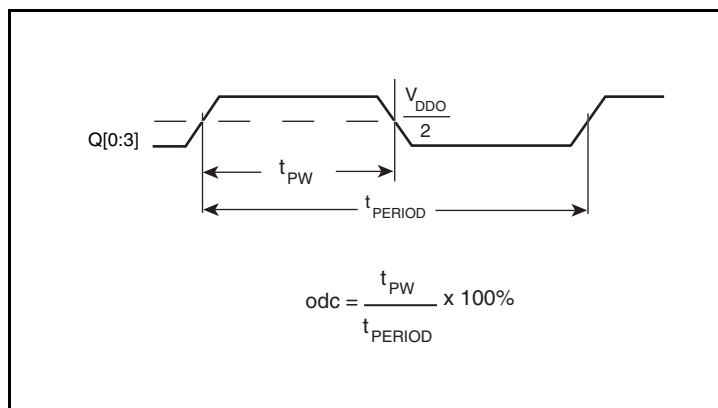 V_DDO
2
Q[0:3]
t_PW
t_PERIOD
odc = t_PW / t_PERIOD x 100%